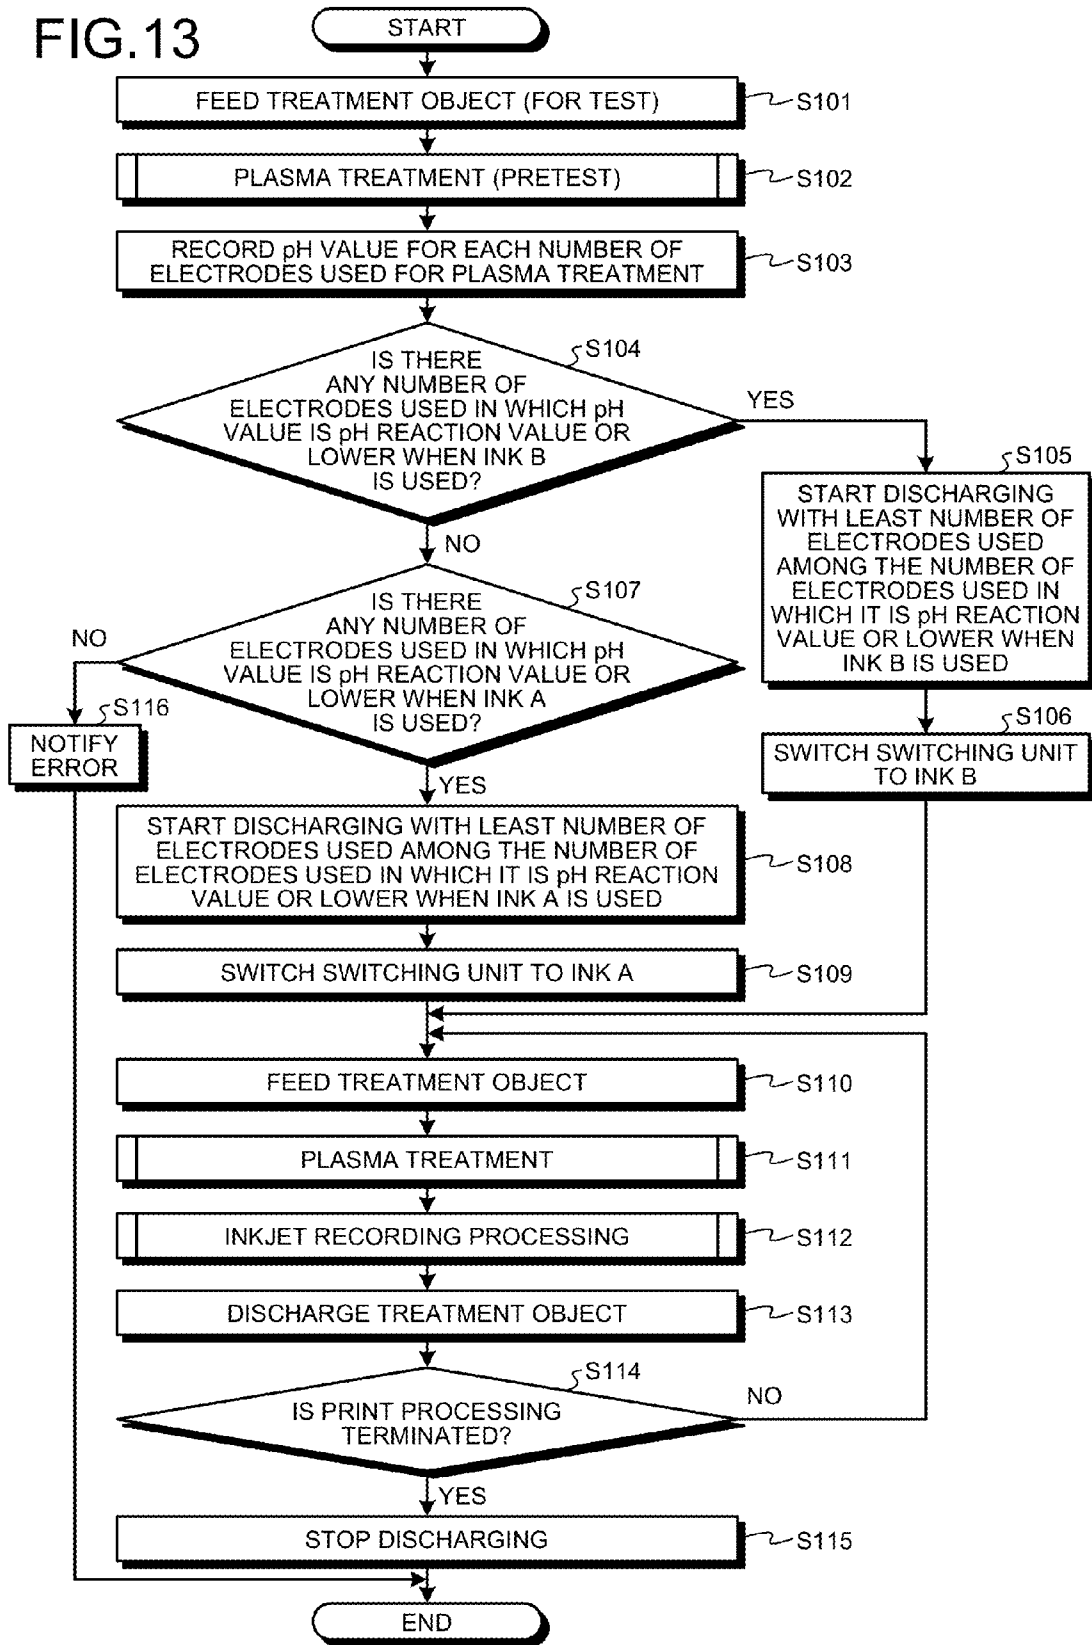 FIG.13
START
FEED TREATMENT OBJECT (FOR TEST)
S101
PLASMA TREATMENT (PRETEST)
S102
RECORD pH VALUE FOR EACH NUMBER OF
ELECTRODES USED FOR PLASMA TREATMENT
S103
S104
IS THERE
ANY NUMBER OF
ELECTRODES USED IN WHICH pH
VALUE IS pH REACTION VALUE OR
LOWER WHEN INK B
IS USED?
YES
NO
S105
START DISCHARGING
WITH LEAST NUMBER OF
ELECTRODES USED
AMONG THE NUMBER OF
ELECTRODES USED IN
WHICH IT IS pH REACTION
VALUE OR LOWER WHEN
INK B IS USED
S106
SWITCH SWITCHING UNIT
TO INK B
S107
IS THERE
ANY NUMBER OF
ELECTRODES USED IN WHICH pH
VALUE IS pH REACTION VALUE OR
LOWER WHEN INK A
IS USED?
NO
S116
NOTIFY
ERROR
YES
START DISCHARGING WITH LEAST NUMBER OF
ELECTRODES USED AMONG THE NUMBER OF
ELECTRODES USED IN WHICH IT IS pH REACTION
VALUE OR LOWER WHEN INK A IS USED
S108
SWITCH SWITCHING UNIT TO INK A
S109
FEED TREATMENT OBJECT
S110
PLASMA TREATMENT
S111
INKJET RECORDING PROCESSING
S112
DISCHARGE TREATMENT OBJECT
S113
S114
IS PRINT PROCESSING
TERMINATED?
NO
YES
STOP DISCHARGING
S115
END